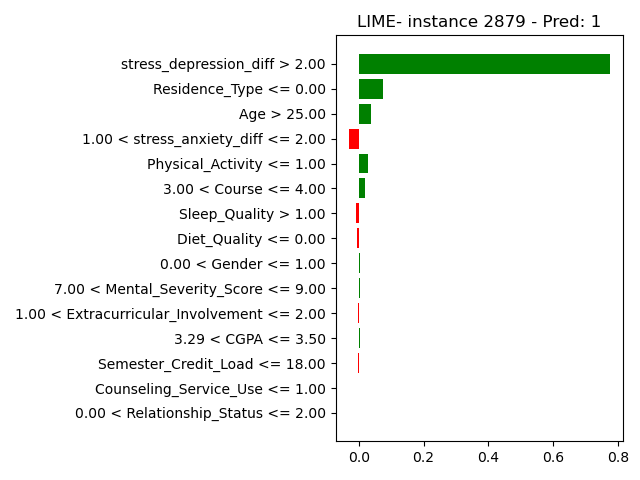 LIME- instance 2879 - Pred: 1
stress_depression_diff > 2.00
Residence_Type <= 0.00
Age > 25.00
1.00 < stress_anxiety_diff <= 2.00
Physical_Activity <= 1.00
3.00 < Course <= 4.00
Sleep_Quality > 1.00
Diet_Quality <= 0.00
0.00 < Gender <= 1.00
7.00 < Mental_Severity_Score <= 9.00
1.00 < Extracurricular_Involvement <= 2.00
3.29 < CGPA <= 3.50
Semester_Credit_Load <= 18.00
Counseling_Service_Use <= 1.00
0.00 < Relationship_Status <= 2.00
0.0 0.2 0.4 0.6 0.8